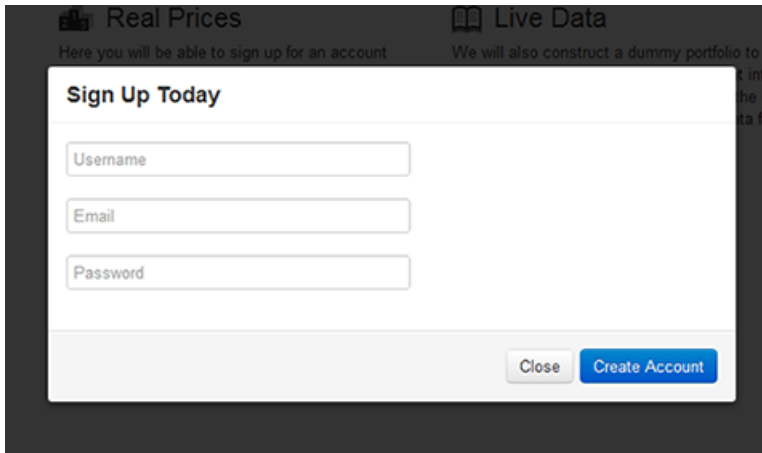 Real Prices
Live Data
Here you will be able to sign up for an account
We will also construct a dummy portfolio to
Sign Up Today
the
Username
Email
Password
Close
Create Account